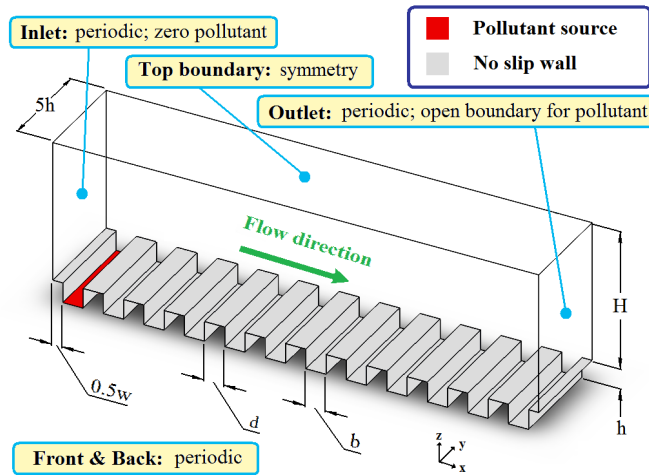 Inlet: periodic; zero pollutant
Pollutant source
No slip wall
Top boundary: symmetry
5h
Outlet: periodic; open boundary for pollutant
Flow direction
H
h
0.5w
d
b
z
y
x
Front & Back: periodic